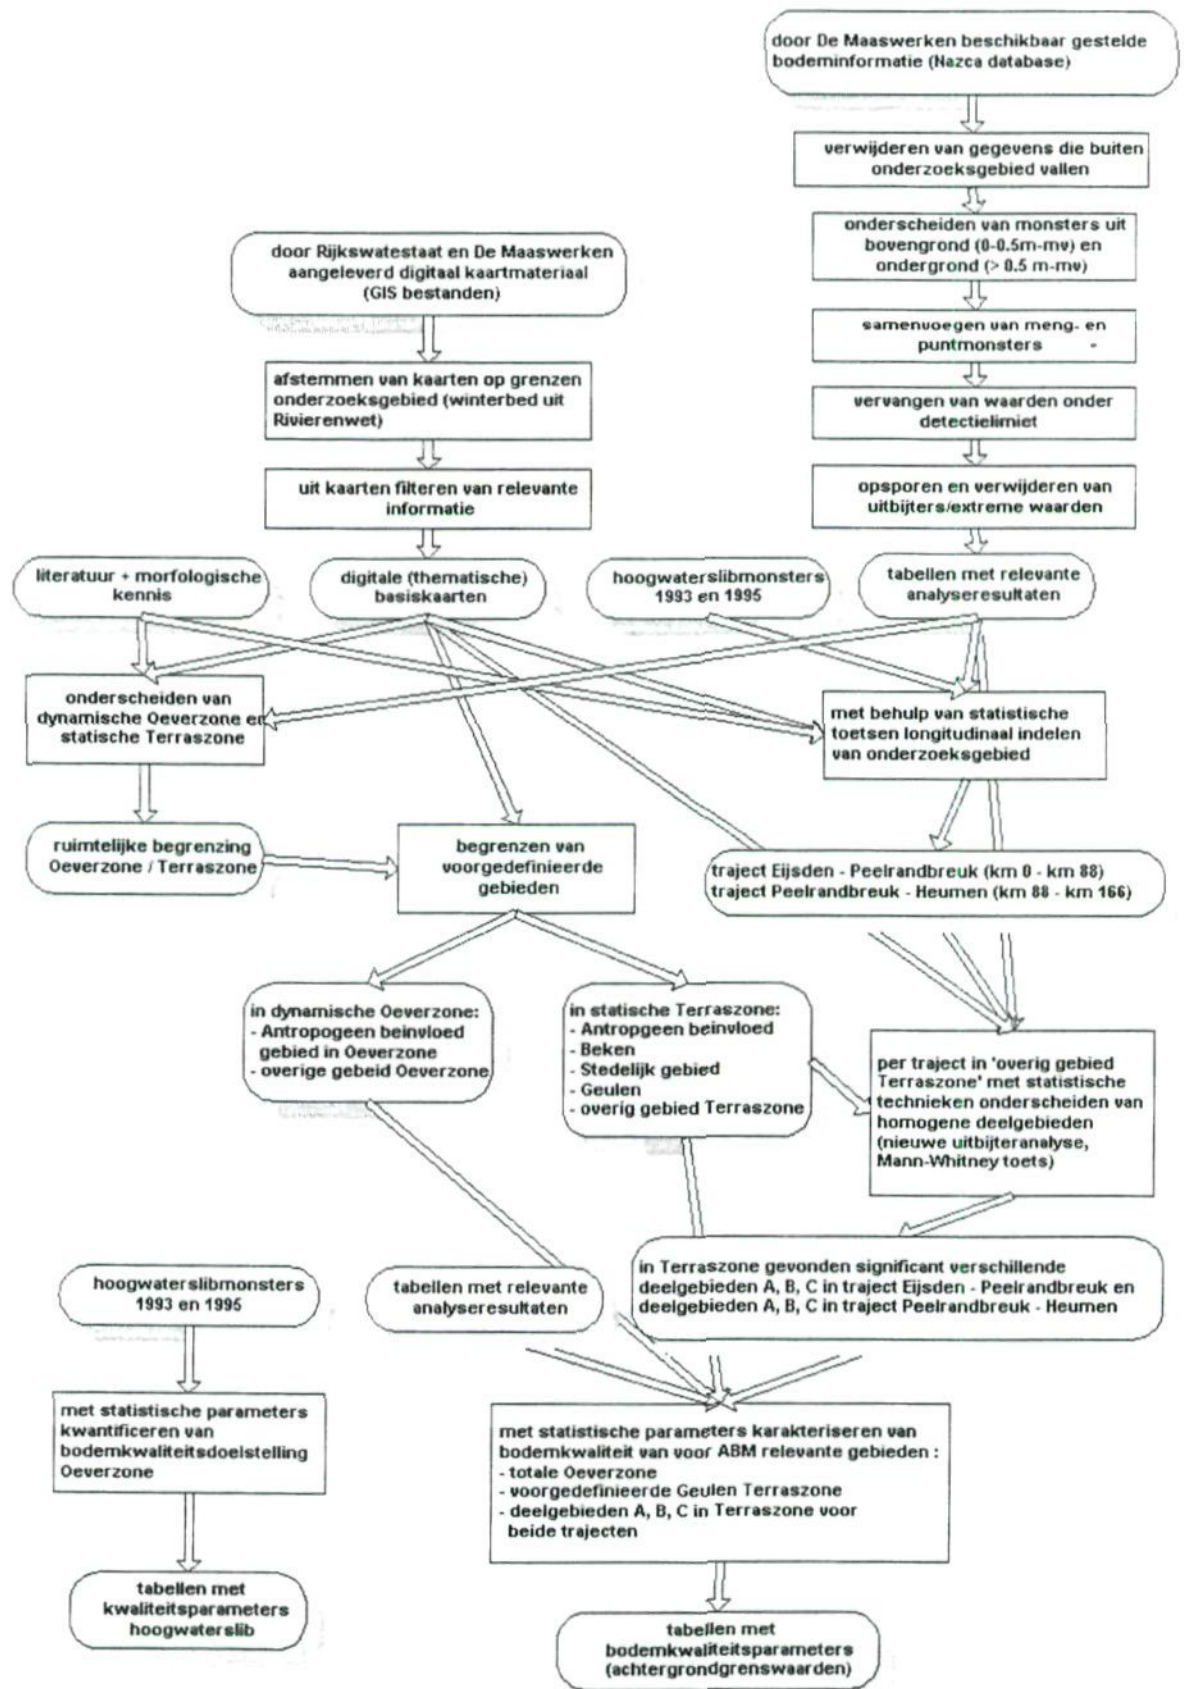 door De Maaswerken beschikbaar gestelde
bodeminformatie (Nazca database)
verwijderen van gegevens die buiten
onderzoeksgebied vallen
onderscheiden van monsters uit
bovengrond (0-0.5m-mv) en
ondergrond (> 0.5 m-mv)
samenvoegen van meng- en
puntmonsters -
vervangen van waarden onder
detectielimiet
opsporen en verwijderen van
uitbijters/extreme waarden
door Rijkswatestaat en De Maaswerken
aangeleverd digitaal kaartmateriaal
(GIS bestanden)
afstemmen van kaarten op grenzen
onderzoeksgebied (winterbed uit
Rivierenwet)
uit kaarten filteren van relevante
informatie
literatuur + morfologische
kennis
digitale (thematische)
basiskaarten
hoogwaterslibmonsters
1993 en 1995
tabellen met relevante
analyseresultaten
onderscheiden van
dynamische Oeverzone en
statische Terraszone
met behulp van statistische
toetsen longitudinaal indelen
van onderzoeksgebied
ruimtelijke begrenzing
Oeverzone / Terraszone
begrenzen van
voorgedefinieerde
gebieden
traject Eijsden - Peelrandbreuk (km 0 - km 88)
traject Peelrandbreuk - Heumen (km 88 - km 166)
in dynamische Oeverzone:
- Antropogeen beinvloed
gebied in Oeverzone
- overige gebeid Oeverzone
in statische Terraszone:
- Antropgeen beinvloed
- Beken
- Stedelijk gebied
- Geulen
- overig gebied Terraszone
per traject in 'overig gebied
Terraszone' met statistische
technieken onderscheiden van
homogene deelgebieden
(nieuwe uitbijteranalyse,
Mann-Whitney toets)
hoogwaterslibmonsters
1993 en 1995
tabellen met relevante
analyseresultaten
in Terraszone gevonden significant verschillende
deelgebieden A, B, C in traject Eijsden - Peelrandbreuk en
deelgebieden A, B, C in traject Peelrandbreuk - Heumen
met statistische parameters
kwantificeren van
bodemkwaliteitsdoelstelling
Oeverzone
met statistische parameters karakteriseren van
bodemkwaliteit van voor ABM relevante gebieden :
- totale Oeverzone
- voorgedefinieerde Geulen Terraszone
- deelgebieden A, B, C in Terraszone voor
beide trajecten
tabellen met
kwaliteitsparameters
hoogwaterslib
tabellen met
bodemkwaliteitsparameters
(achtergrondgrenswaarden)